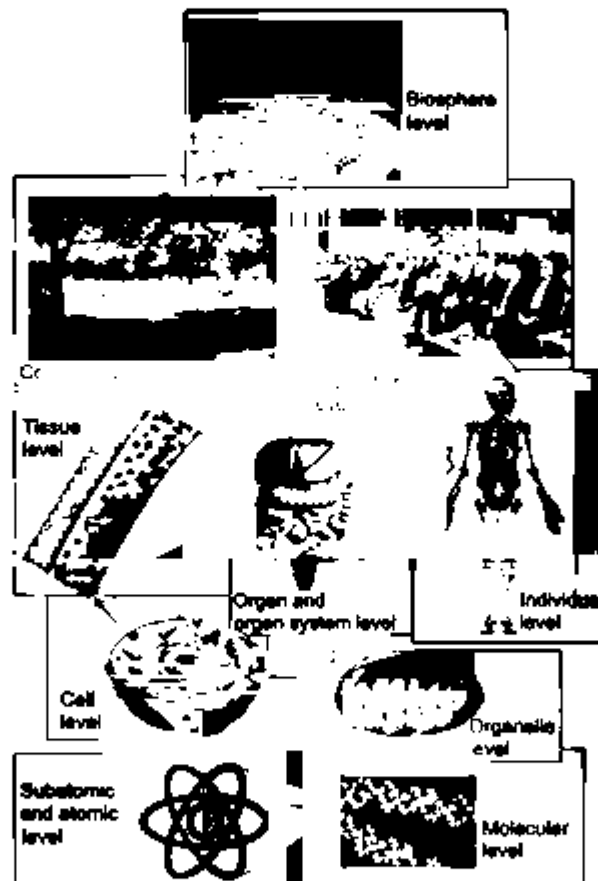 Biosphere
level
Tissue
level
Organ and
organ system level
Individual
level
Cell
level
Organelle
level
Subatomic
and atomic
level
Molecular
level